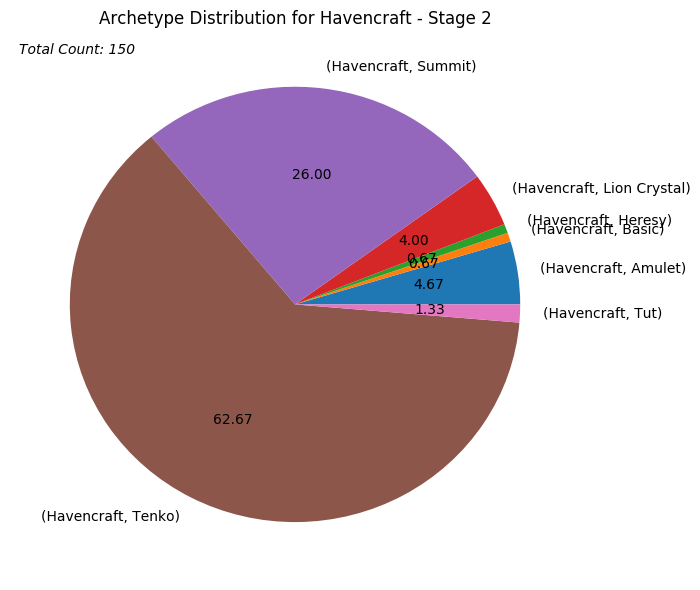 Archetype Distribution for Havencraft - Stage 2
Total Count: 150
(Havencraft, Summit)
26.00
(Havencraft, Lion Crystal)
4.00
(Havencraft, Heresy)
0.67
(Havencraft, Basic)
0.67
(Havencraft, Amulet)
4.67
(Havencraft, Tut)
1.33
62.67
(Havencraft, Tenko)